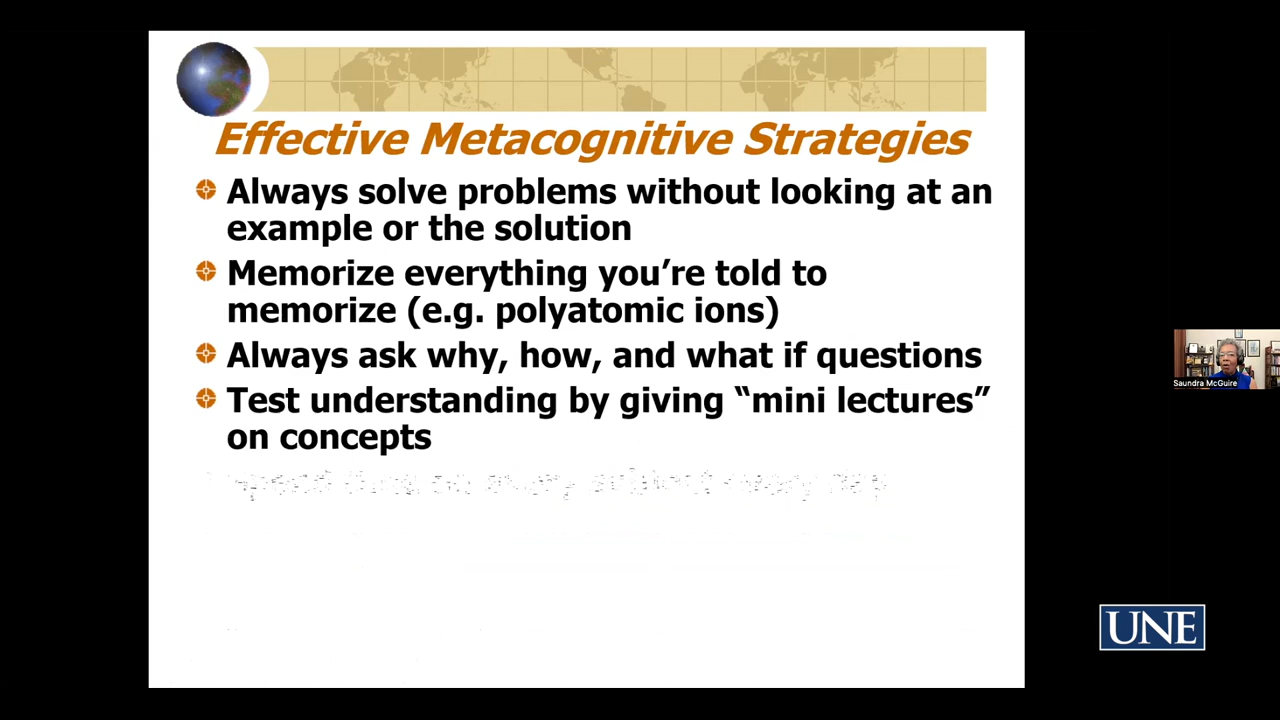 Effective Metacognitive Strategies
Always solve problems without looking at an
example or the solution
Memorize everything you're told to
memorize (e.g. polyatomic ions)
Always ask why, how, and what if questions
Test understanding by giving “mini lectures”
on concepts
Saundra McGuire
UNE